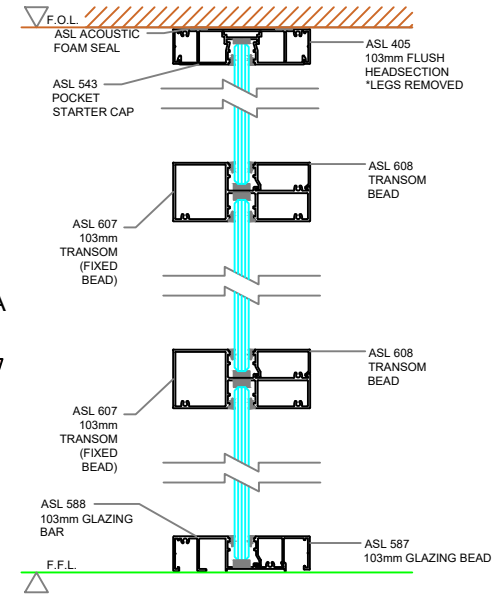 F.O.L.
ASL ACOUSTIC
FOAM SEAL
ASL 405
103mm FLUSH
HEADSECTION
*LEGS REMOVED
ASL 543
POCKET
STARTER CAP
ASL 608
TRANSOM
BEAD
ASL 607
103mm
TRANSOM
(FIXED
BEAD)
A
7
ASL 608
TRANSOM
BEAD
ASL 607
103mm
TRANSOM
(FIXED
BEAD)
ASL 588
103mm GLAZING
BAR
ASL 587
103mm GLAZING BEAD
F.F.L.